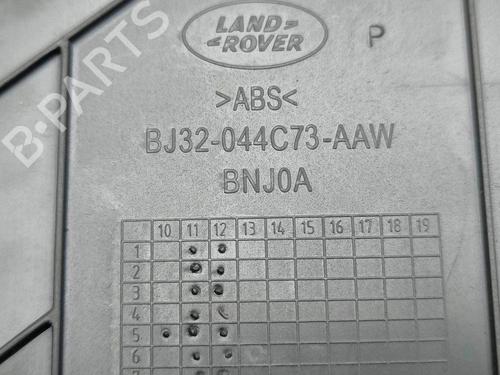 LAND
ROVER
P
>ABS<
BJ32-044C73-AAW
BNJ0A
10 11 12 13 14 15 16 17 18 19
1
2
3
4
5
6
B-PARTS